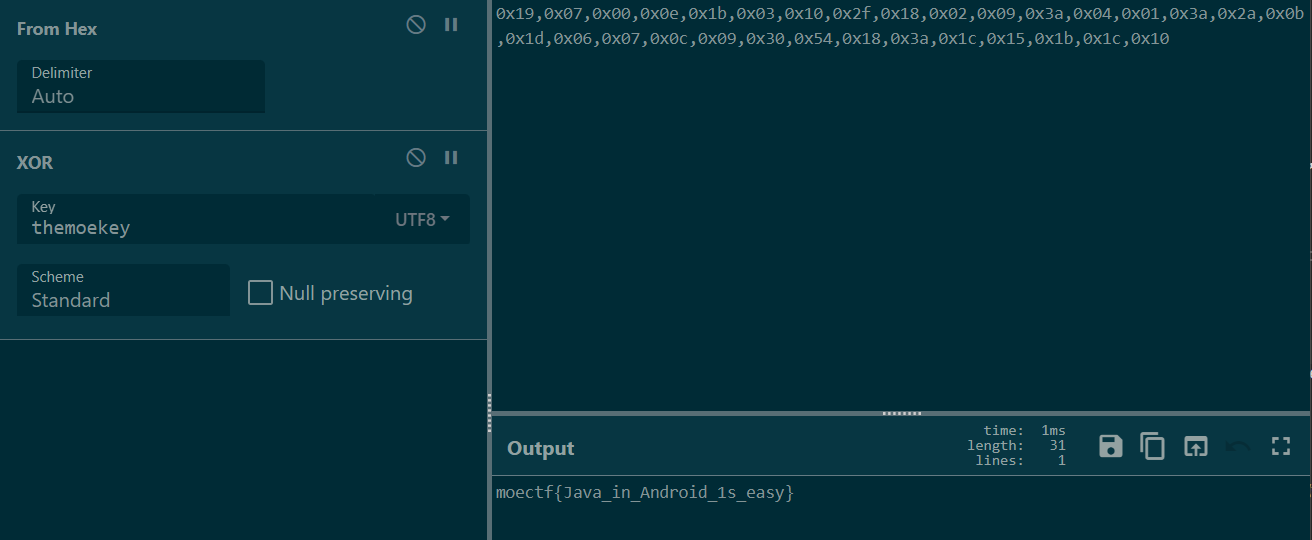 From Hex
Delimiter
Auto
XOR
Key
themoekey
UTF8
Scheme
Standard
Null preserving
0x19,0x07,0x00,0x0e,0x1b,0x03,0x10,0x2f,0x18,0x02,0x09,0x3a,0x04,0x01,0x3a,0x2a,0x0b
,0x1d,0x06,0x07,0x0c,0x09,0x30,0x54,0x18,0x3a,0x1c,0x15,0x1b,0x1c,0x10
Output
time: 1ms
length: 31
lines: 1
moectf{Java_in_Android_1s_easy}